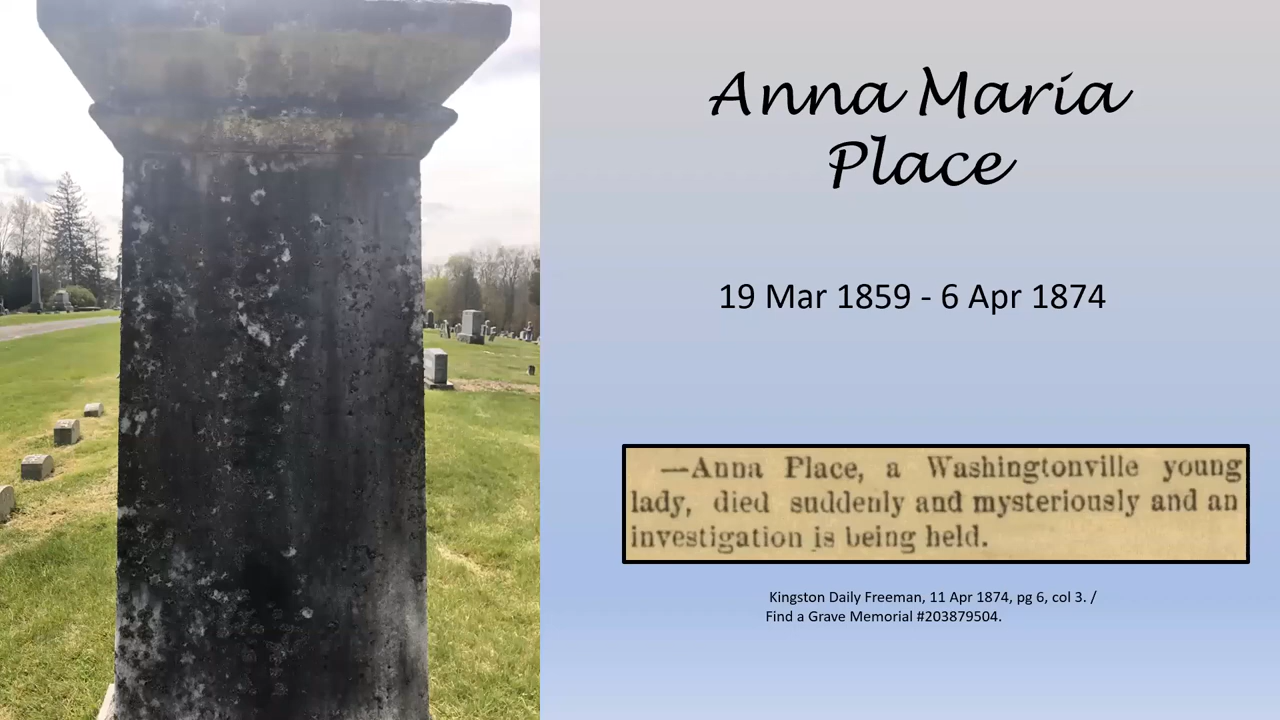 Anna Maria
Place
19 Mar 1859 - 6 Apr 1874
—Anna Place, a Washingtonville young
lady, died suddenly and mysteriously and an
investigation is being held.
Kingston Daily Freeman, 11 Apr 1874, pg 6, col 3. /
Find a Grave Memorial #203879504.